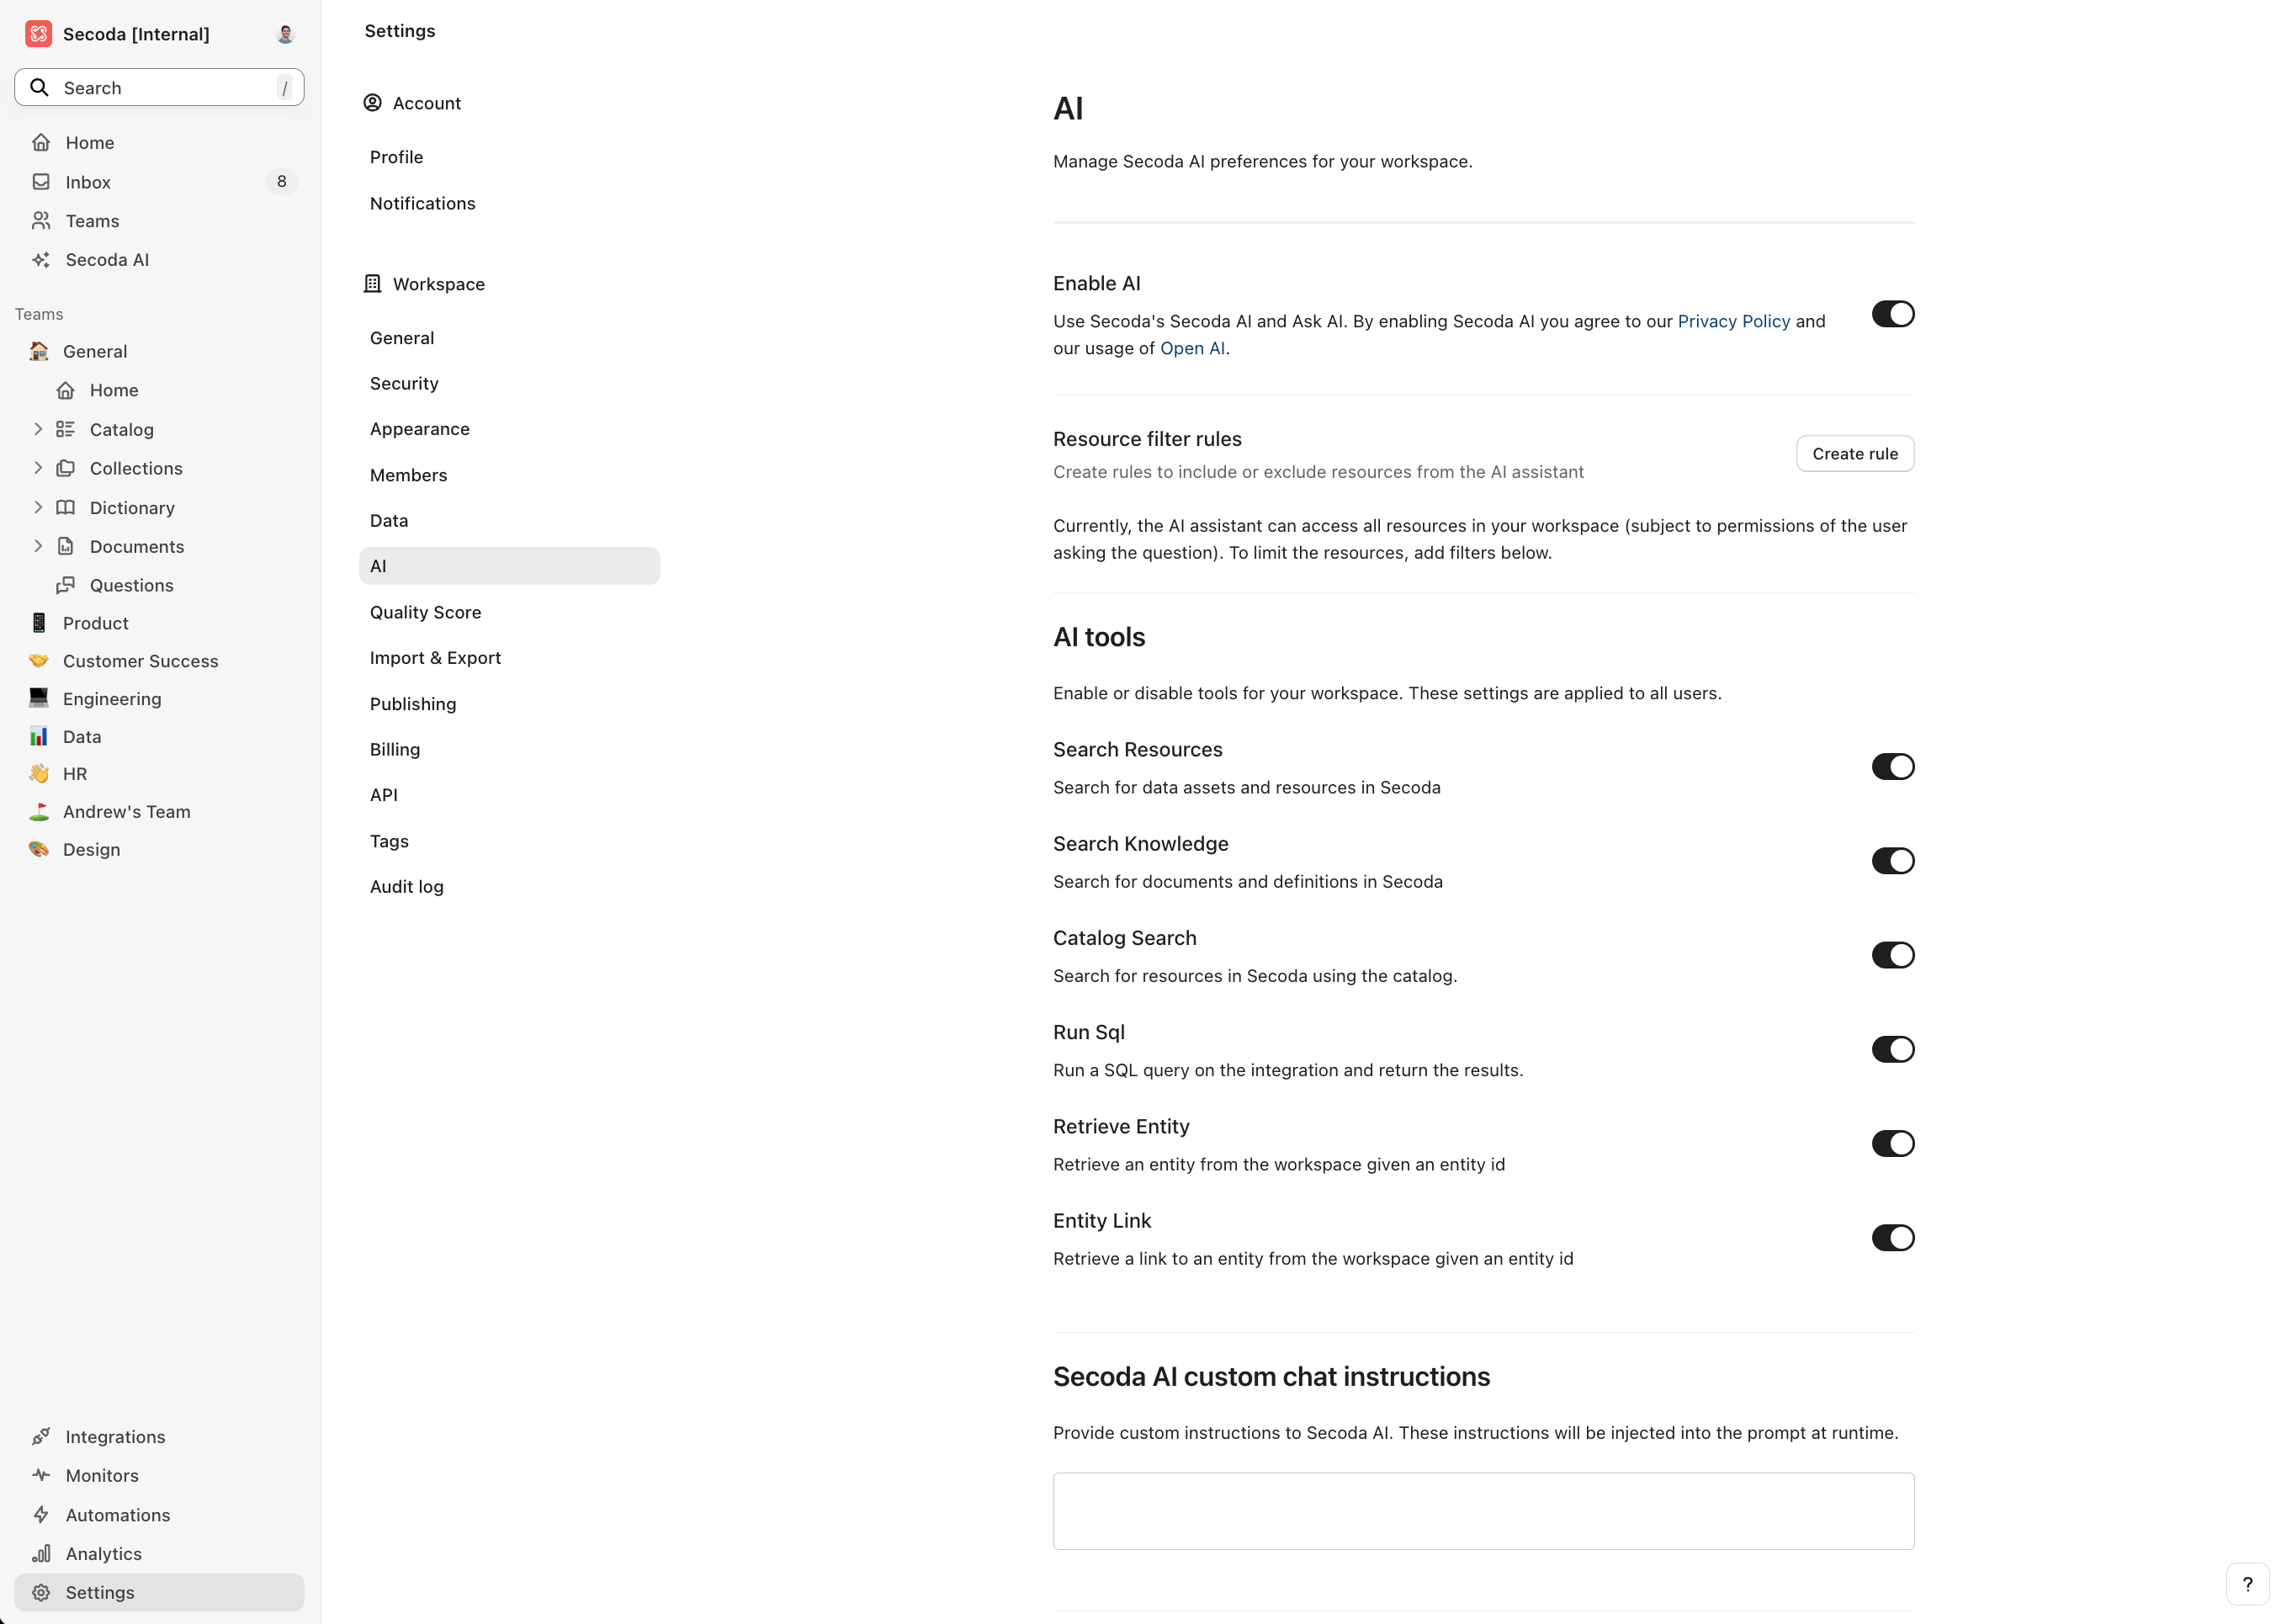 Secoda [Internal]
Search
/
Home
Inbox
8
Teams
Secoda AI
Teams
General
Home
Catalog
Collections
Dictionary
Documents
Questions
Product
Customer Success
Engineering
Data
HR
Andrew's Team
Design
Integrations
Monitors
Automations
Analytics
Settings
Settings
Account
Profile
Notifications
Workspace
General
Security
Appearance
Members
Data
AI
Quality Score
Import & Export
Publishing
Billing
API
Tags
Audit log
AI
Manage Secoda AI preferences for your workspace.
Enable AI
Use Secoda's Secoda AI and Ask AI. By enabling Secoda AI you agree to our Privacy Policy and
our usage of Open AI.
Resource filter rules
Create rules to include or exclude resources from the AI assistant
Create rule
Currently, the AI assistant can access all resources in your workspace (subject to permissions of the user
asking the question). To limit the resources, add filters below.
AI tools
Enable or disable tools for your workspace. These settings are applied to all users.
Search Resources
Search for data assets and resources in Secoda
Search Knowledge
Search for documents and definitions in Secoda
Catalog Search
Search for resources in Secoda using the catalog.
Run Sql
Run a SQL query on the integration and return the results.
Retrieve Entity
Retrieve an entity from the workspace given an entity id
Entity Link
Retrieve a link to an entity from the workspace given an entity id
Secoda AI custom chat instructions
Provide custom instructions to Secoda AI. These instructions will be injected into the prompt at runtime.
?